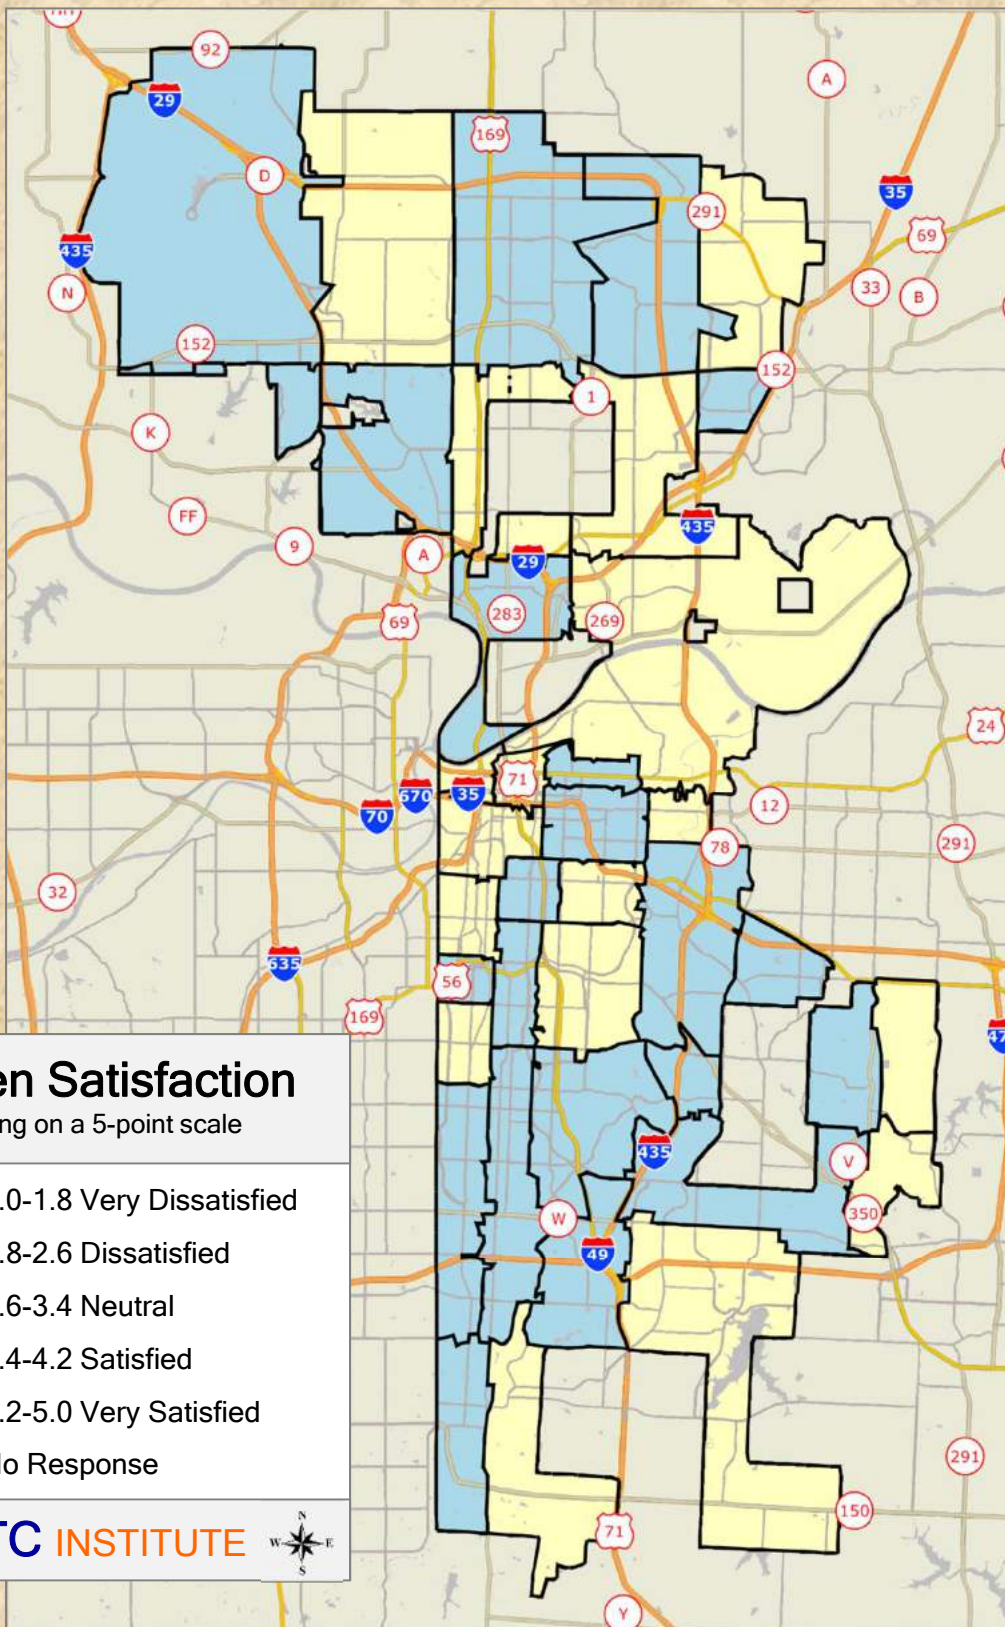 92
A
29
169
D
35
291
69
435
N
33
B
152
152
1
K
FF
435
9
A
29
283
269
69
24
71
670
35
70
12
78
291
32
635
56
169
47
en Satisfaction
ng on a 5-point scale
.0-1.8 Very Dissatisfied
435
V
.8-2.6 Dissatisfied
W
350
49
.6-3.4 Neutral
.4-4.2 Satisfied
.2-5.0 Very Satisfied
lo Response
291
150
TC INSTITUTE
N
W E
S
71
Y